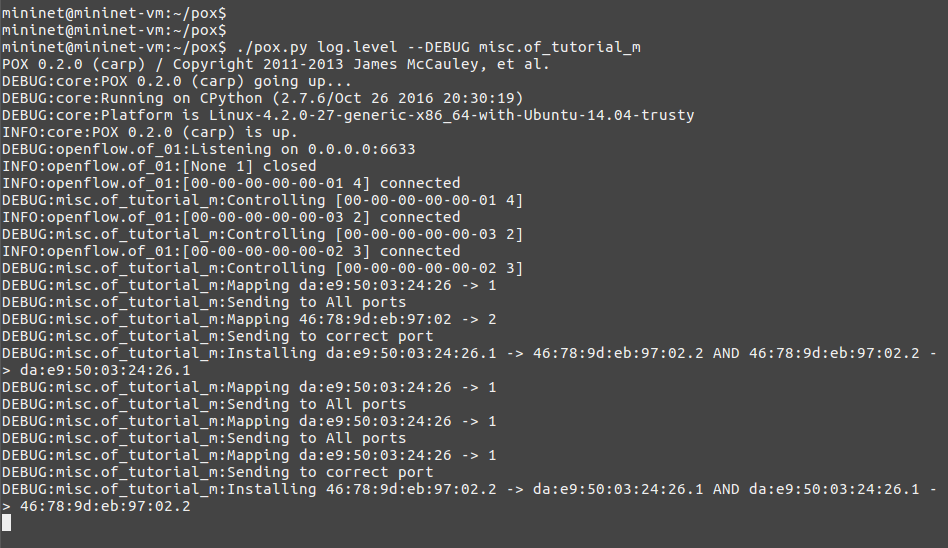 mininet@mininet-vm:~/pox$
mininet@mininet-vm:~/pox$
mininet@mininet-vm:~/pox$ ./pox.py log.level --DEBUG misc.of_tutorial_m
POX 0.2.0 (carp) / Copyright 2011-2013 James McCauley, et al.
DEBUG:core:POX 0.2.0 (carp) going up...
DEBUG:core:Running on CPython (2.7.6/Oct 26 2016 20:30:19)
DEBUG:core:Platform is Linux-4.2.0-27-generic-x86_64-with-Ubuntu-14.04-trusty
INFO:core:POX 0.2.0 (carp) is up.
DEBUG:openflow.of_01:Listening on 0.0.0.0:6633
INFO:openflow.of_01:[None 1] closed
INFO:openflow.of_01:[00-00-00-00-00-01 4] connected
DEBUG:misc.of_tutorial_m:Controlling [00-00-00-00-00-01 4]
INFO:openflow.of_01:[00-00-00-00-00-03 2] connected
DEBUG:misc.of_tutorial_m:Controlling [00-00-00-00-00-03 2]
INFO:openflow.of_01:[00-00-00-00-00-02 3] connected
DEBUG:misc.of_tutorial_m:Controlling [00-00-00-00-00-02 3]
DEBUG:misc.of_tutorial_m:Mapping da:e9:50:03:24:26 -> 1
DEBUG:misc.of_tutorial_m:Sending to All ports
DEBUG:misc.of_tutorial_m:Mapping 46:78:9d:eb:97:02 -> 2
DEBUG:misc.of_tutorial_m:Sending to correct port
DEBUG:misc.of_tutorial_m:Installing da:e9:50:03:24:26.1 -> 46:78:9d:eb:97:02.2 AND 46:78:9d:eb:97:02.2 -
> da:e9:50:03:24:26.1
DEBUG:misc.of_tutorial_m:Mapping da:e9:50:03:24:26 -> 1
DEBUG:misc.of_tutorial_m:Sending to All ports
DEBUG:misc.of_tutorial_m:Mapping da:e9:50:03:24:26 -> 1
DEBUG:misc.of_tutorial_m:Sending to All ports
DEBUG:misc.of_tutorial_m:Mapping da:e9:50:03:24:26 -> 1
DEBUG:misc.of_tutorial_m:Sending to correct port
DEBUG:misc.of_tutorial_m:Installing 46:78:9d:eb:97:02.2 -> da:e9:50:03:24:26.1 AND da:e9:50:03:24:26.1 -
> 46:78:9d:eb:97:02.2